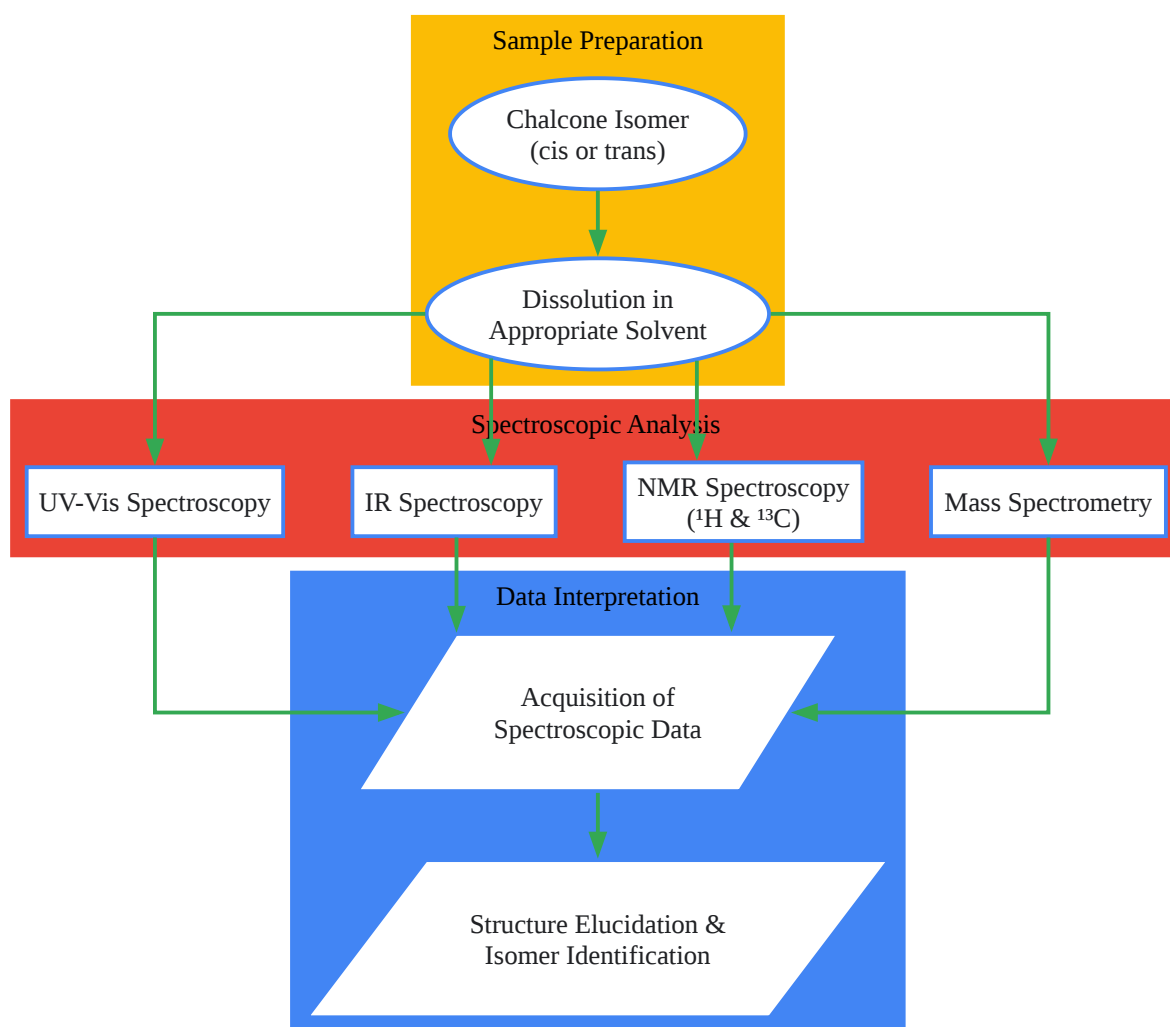 Sample Preparation
Chalcone Isomer
(cis or trans)
Dissolution in
Appropriate Solvent
Spectroscopic Analysis
UV-Vis Spectroscopy
IR Spectroscopy
NMR Spectroscopy
(¹H & ¹³C)
Mass Spectrometry
Data Interpretation
Acquisition of
Spectroscopic Data
Structure Elucidation &
Isomer Identification